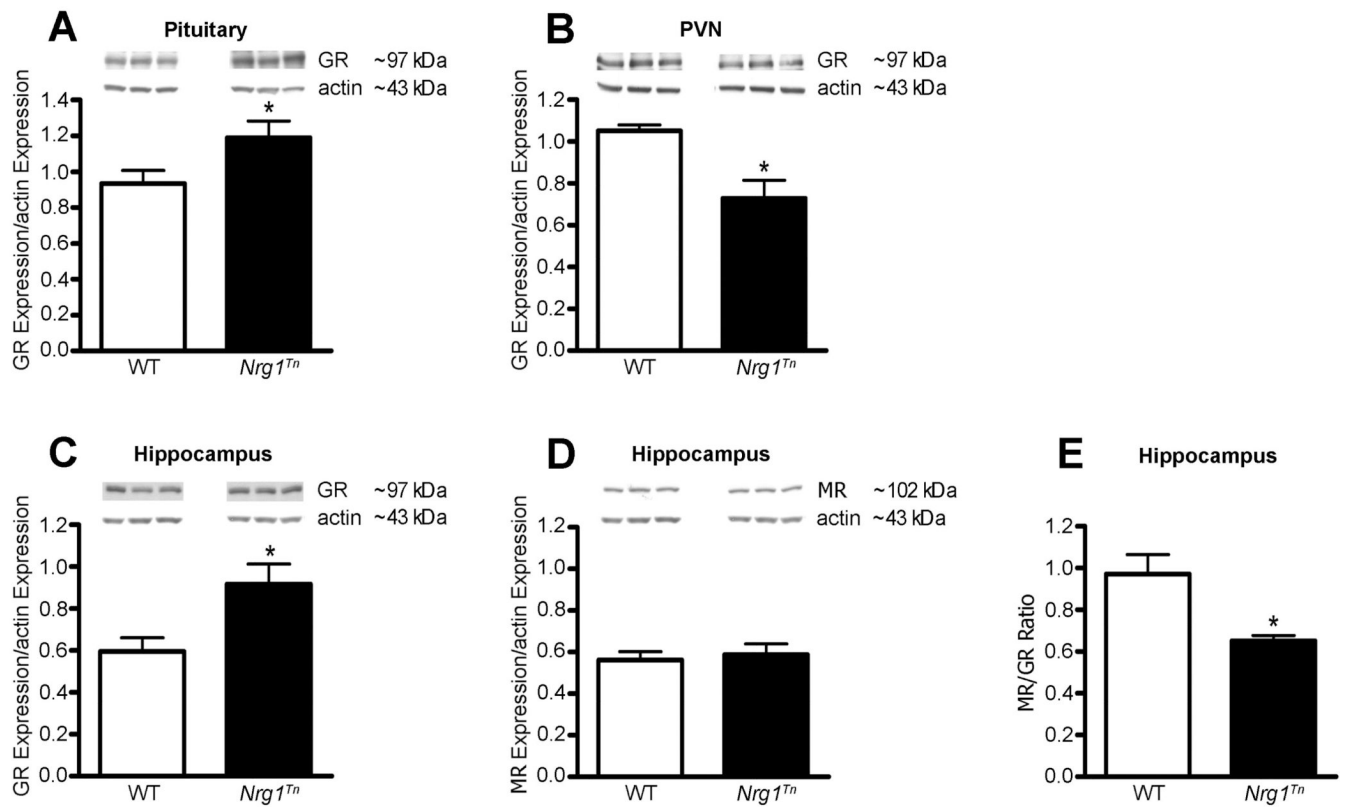 A
Pituitary
GR ~97 kDa
actin ~43 kDa
*
GR Expression/actin Expression
1.4
1.2
1.0
0.8
0.6
0.4
0.2
0.0
WT
Nrg1Tn
B
PVN
GR ~97 kDa
actin ~43 kDa
*
GR Expression/actin Expression
1.2
1.0
0.8
0.6
0.4
0.2
0.0
WT
Nrg1Tn
C
Hippocampus
GR ~97 kDa
actin ~43 kDa
*
GR Expression/actin Expression
1.2
1.0
0.8
0.6
0.4
0.2
0.0
WT
Nrg1Tn
D
Hippocampus
MR ~102 kDa
actin ~43 kDa
MR Expression/actin Expression
1.2
1.0
0.8
0.6
0.4
0.2
0.0
WT
Nrg1Tn
E
Hippocampus
*
MR/GR Ratio
1.2
1.0
0.8
0.6
0.4
0.2
0.0
WT
Nrg1Tn